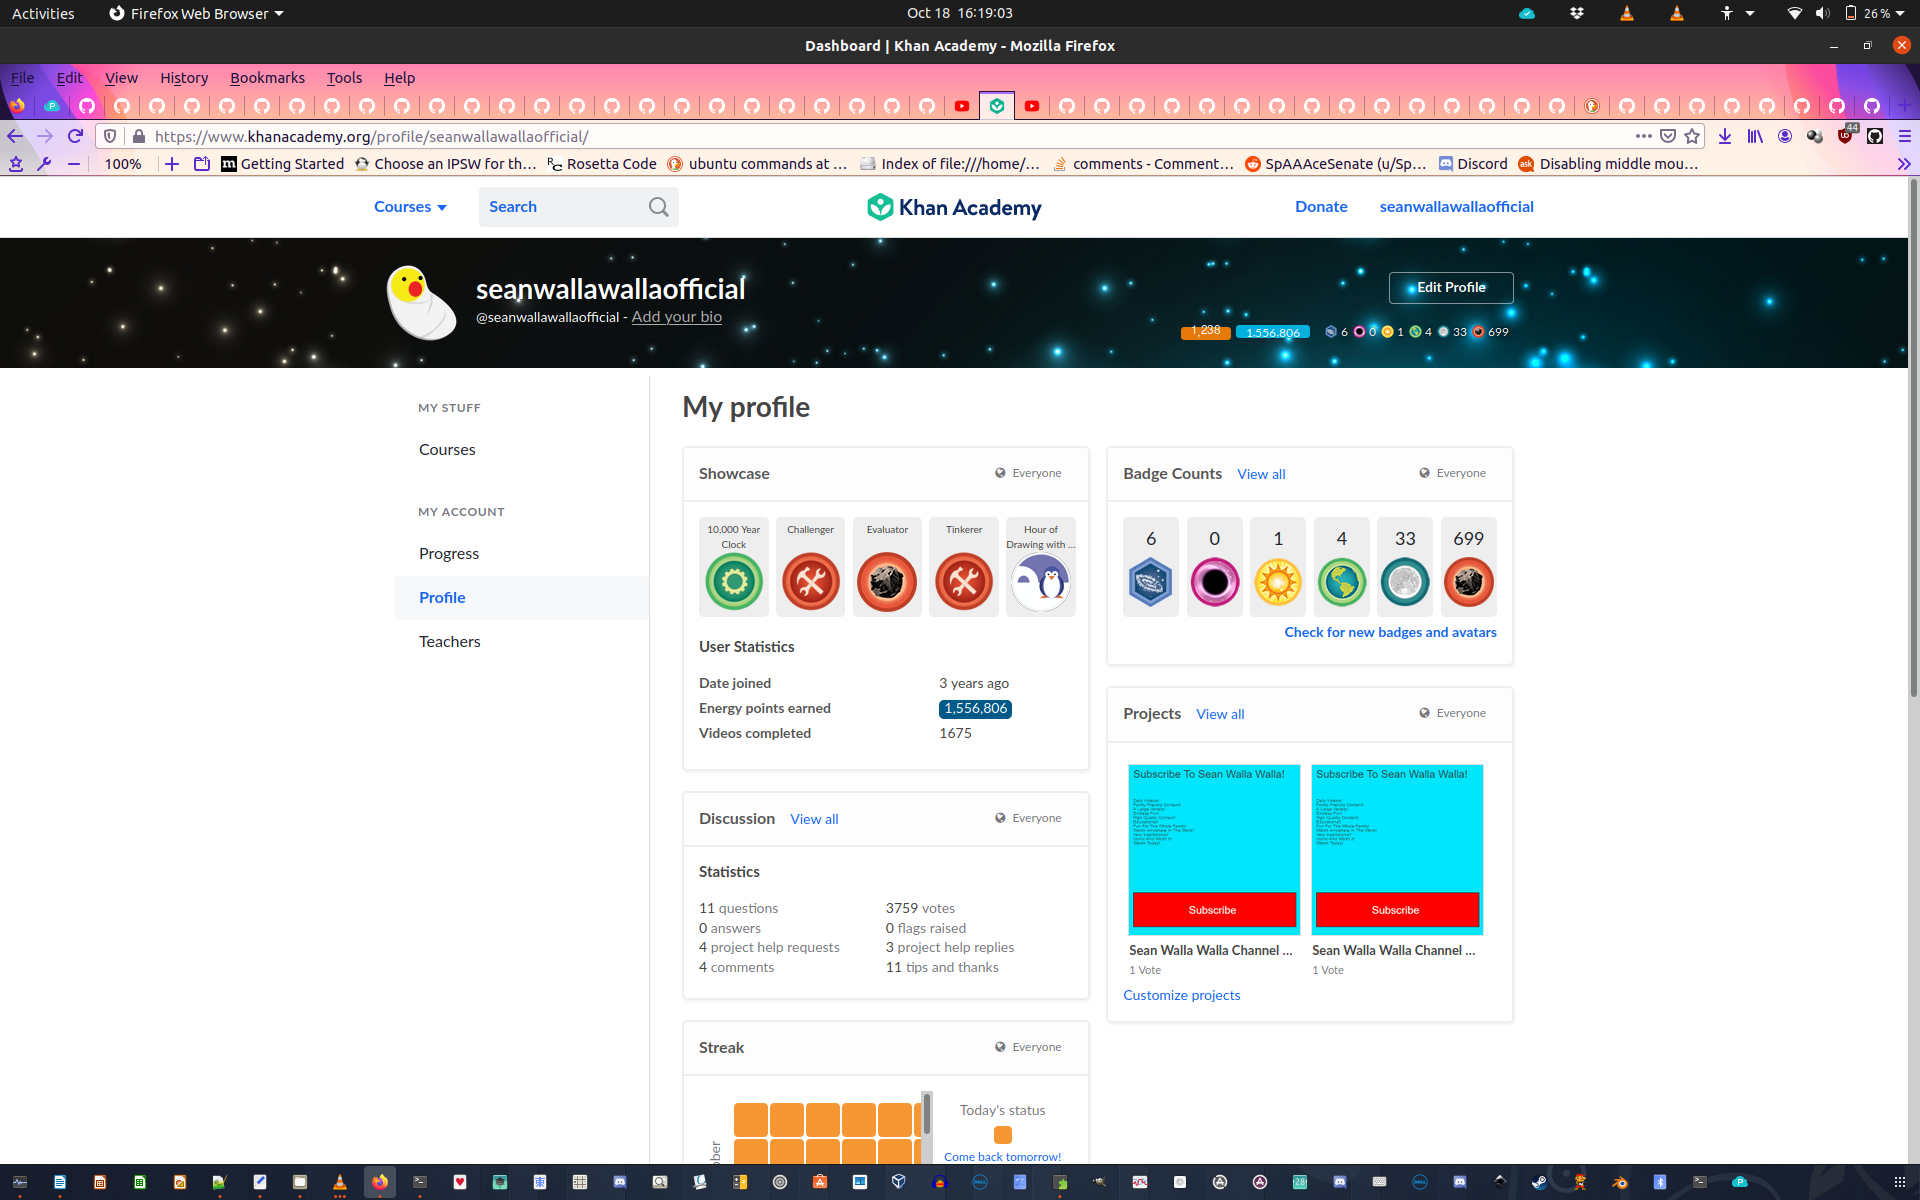 Activities
Firefox Web Browser
Oct 18 16:19:03
26 %
Dashboard | Khan Academy - Mozilla Firefox
File Edit View History Bookmarks Tools Help
https://www.khanacademy.org/profile/seanwallawallaofficial/
44
100%
Getting Started
Choose an IPSW for th…
Rosetta Code
ubuntu commands at …
Index of file:///home/…
comments - Comment…
SpAAAceSenate (u/Sp…
Discord
Disabling middle mou…
Courses
Search
Khan Academy
Donate
seanwallawallaofficial
seanwallawallaofficial
@seanwallawallaofficial - Add your bio
Edit Profile
1,238 1,556,806 6 0 1 4 33 699
MY STUFF
Courses
MY ACCOUNT
Progress
Profile
Teachers
My profile
Showcase
Everyone
10,000 Year Clock
Challenger
Evaluator
Tinkerer
Hour of Drawing with ...
User Statistics
Date joined 3 years ago
Energy points earned 1,556,806
Videos completed 1675
Badge Counts View all
Everyone
6 0 1 4 33 699
Check for new badges and avatars
Projects View all
Everyone
Subscribe To Sean Walla Walla!
Subscribe
Sean Walla Walla Channel ...
1 Vote
Subscribe To Sean Walla Walla!
Subscribe
Sean Walla Walla Channel ...
1 Vote
Customize projects
Discussion View all
Everyone
Statistics
11 questions
0 answers
4 project help requests
4 comments
3759 votes
0 flags raised
3 project help replies
11 tips and thanks
Streak
Everyone
Today's status
Come back tomorrow!